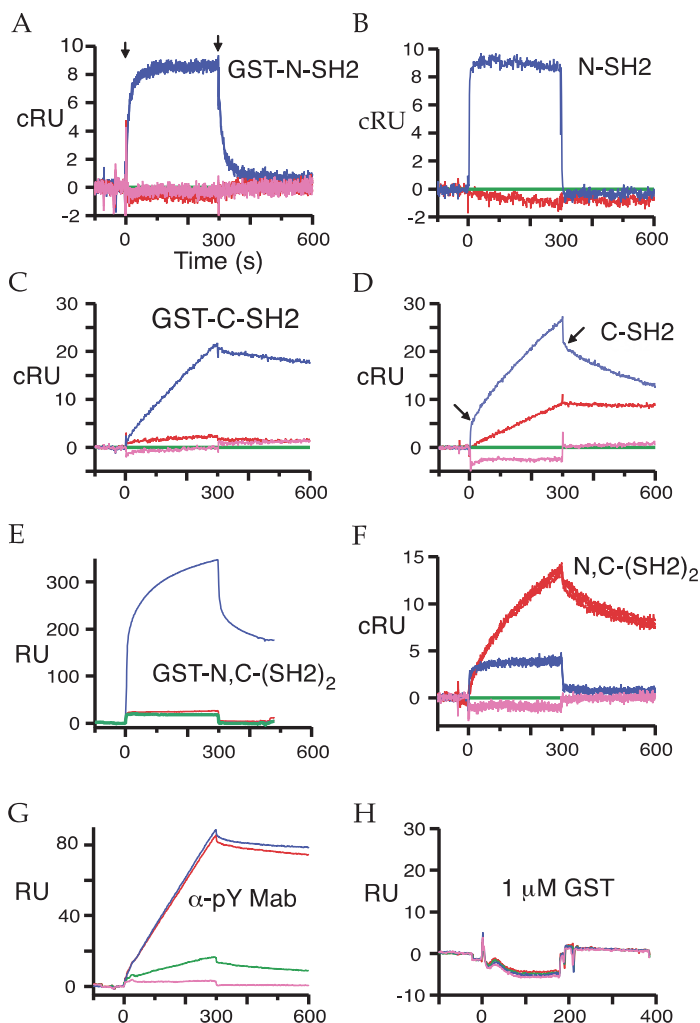 A
10
8
6
4
2
0
-2
cRU
GST-N-SH2
0
300
600
Time (s)
B
10
8
6
4
2
0
-2
cRU
N-SH2
0
300
600
C
30
20
10
0
cRU
GST-C-SH2
0
300
600
D
30
20
10
0
cRU
C-SH2
0
300
600
E
300
200
100
0
RU
GST-N,C-(SH2)2
0
300
600
F
15
10
5
0
cRU
N,C-(SH2)2
0
300
600
G
80
40
0
RU
α-pY Mab
0
300
600
H
30
20
10
0
-10
RU
1 μM GST
0
200
400